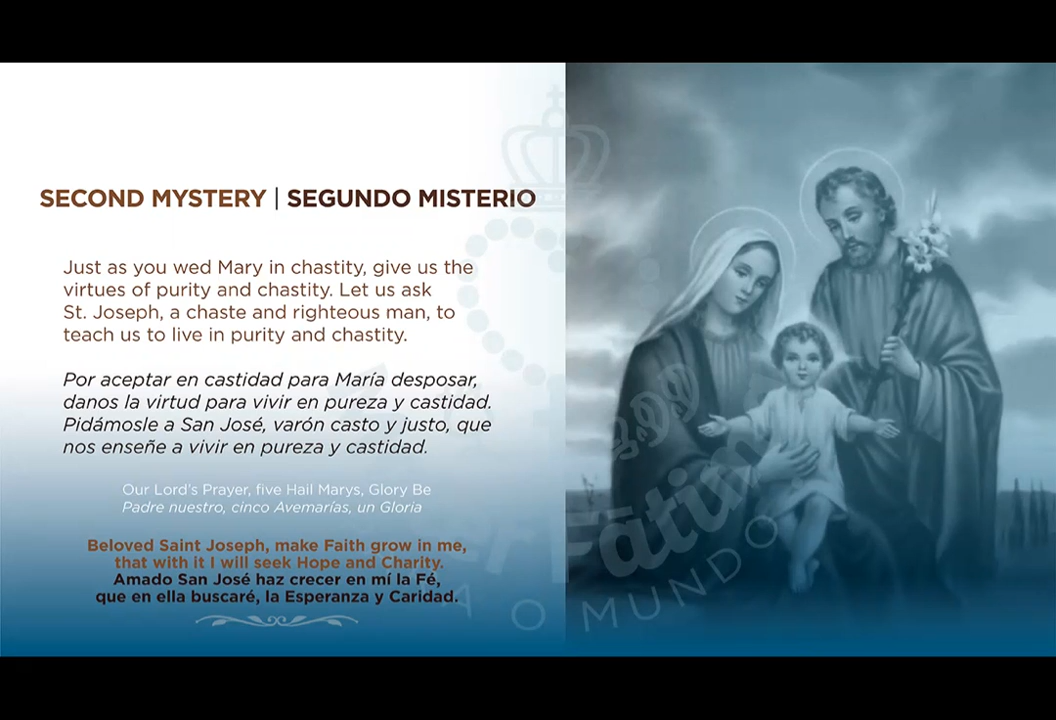 SECOND MYSTERY | SEGUNDO MISTERIO
Just as you wed Mary in chastity, give us the
virtues of purity and chastity. Let us ask
St. Joseph, a chaste and righteous man, to
teach us to live in purity and chastity.
Por aceptar en castidad para María desposar,
danos la virtud para vivir en pureza y castidad.
Pidámosle a San José, varón casto y justo, que
nos enseñe a vivir en pureza y castidad.
Our Lord's Prayer, five Hail Marys, Glory Be
Padre nuestro, cinco Avemarías, un Gloria
Beloved Saint Joseph, make Faith grow in me,
that with it I will seek Hope and Charity.
Amado San José haz crecer en mí la Fé,
que en ella buscaré, la Esperanza y Caridad.
A O MUNDO